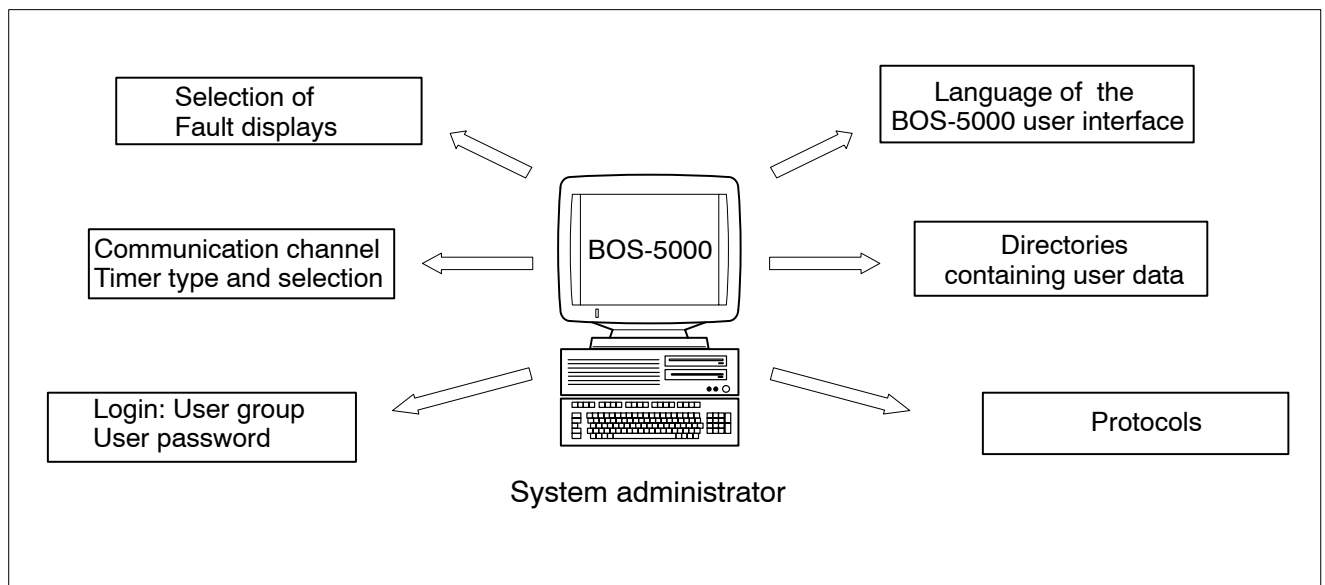 Selection of
Fault displays
Language of the
BOS-5000 user interface
Communication channel
Timer type and selection
BOS-5000
Directories
containing user data
Login: User group
User password
Protocols
System administrator